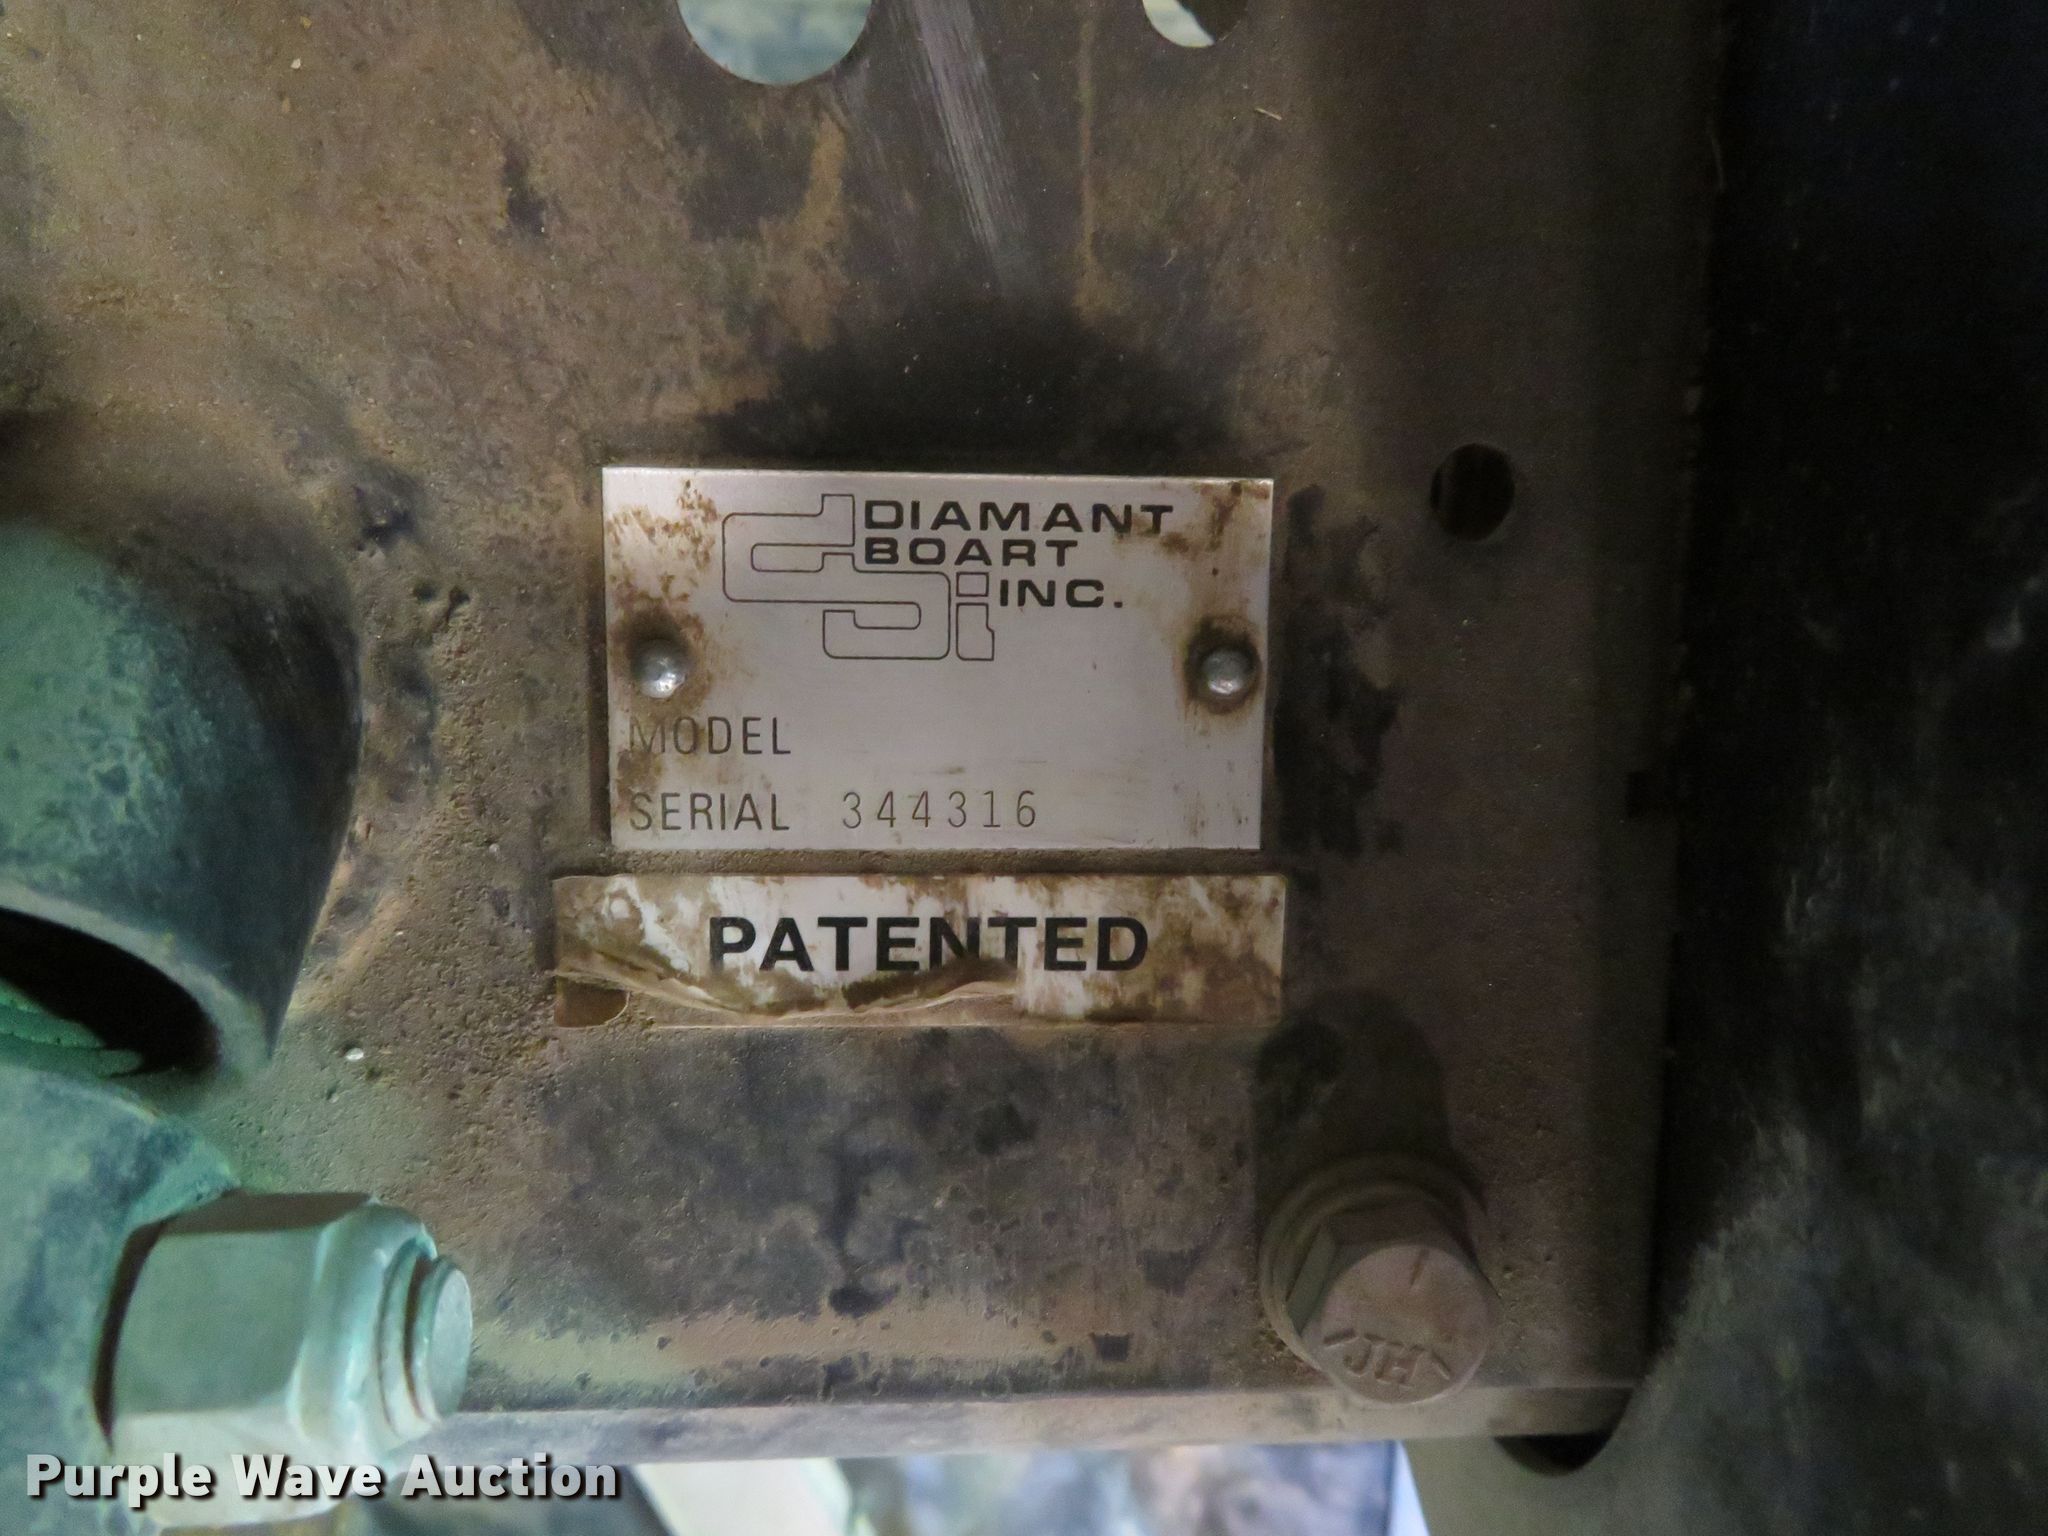 DIAMANT
BOART
INC.
MODEL
SERIAL 344316
PATENTED
Purple Wave Auction